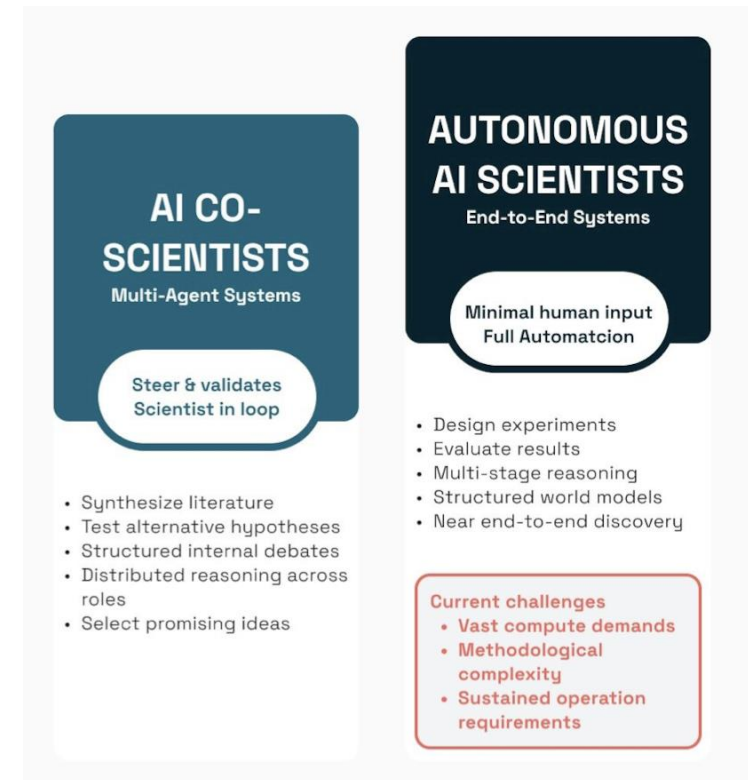 AI CO-
SCIENTISTS
Multi-Agent Systems
Steer & validates
Scientist in loop
• Synthesize literature
• Test alternative hypotheses
• Structured internal debates
• Distributed reasoning across
roles
• Select promising ideas
AUTONOMOUS
AI SCIENTISTS
End-to-End Systems
Minimal human input
Full Automatcion
• Design experiments
• Evaluate results
• Multi-stage reasoning
• Structured world models
• Near end-to-end discovery
Current challenges
• Vast compute demands
• Methodological
complexity
• Sustained operation
requirements